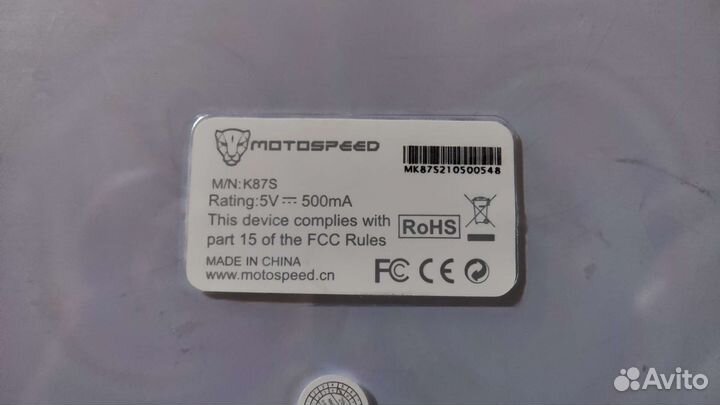 MOTOSPEED
MK87S210500548
M/N:K87S
Rating:5V 500mA
This device complies with
part 15 of the FCC Rules
RoHS
MADE IN CHINA
www.motospeed.cn
FC CE
Avito